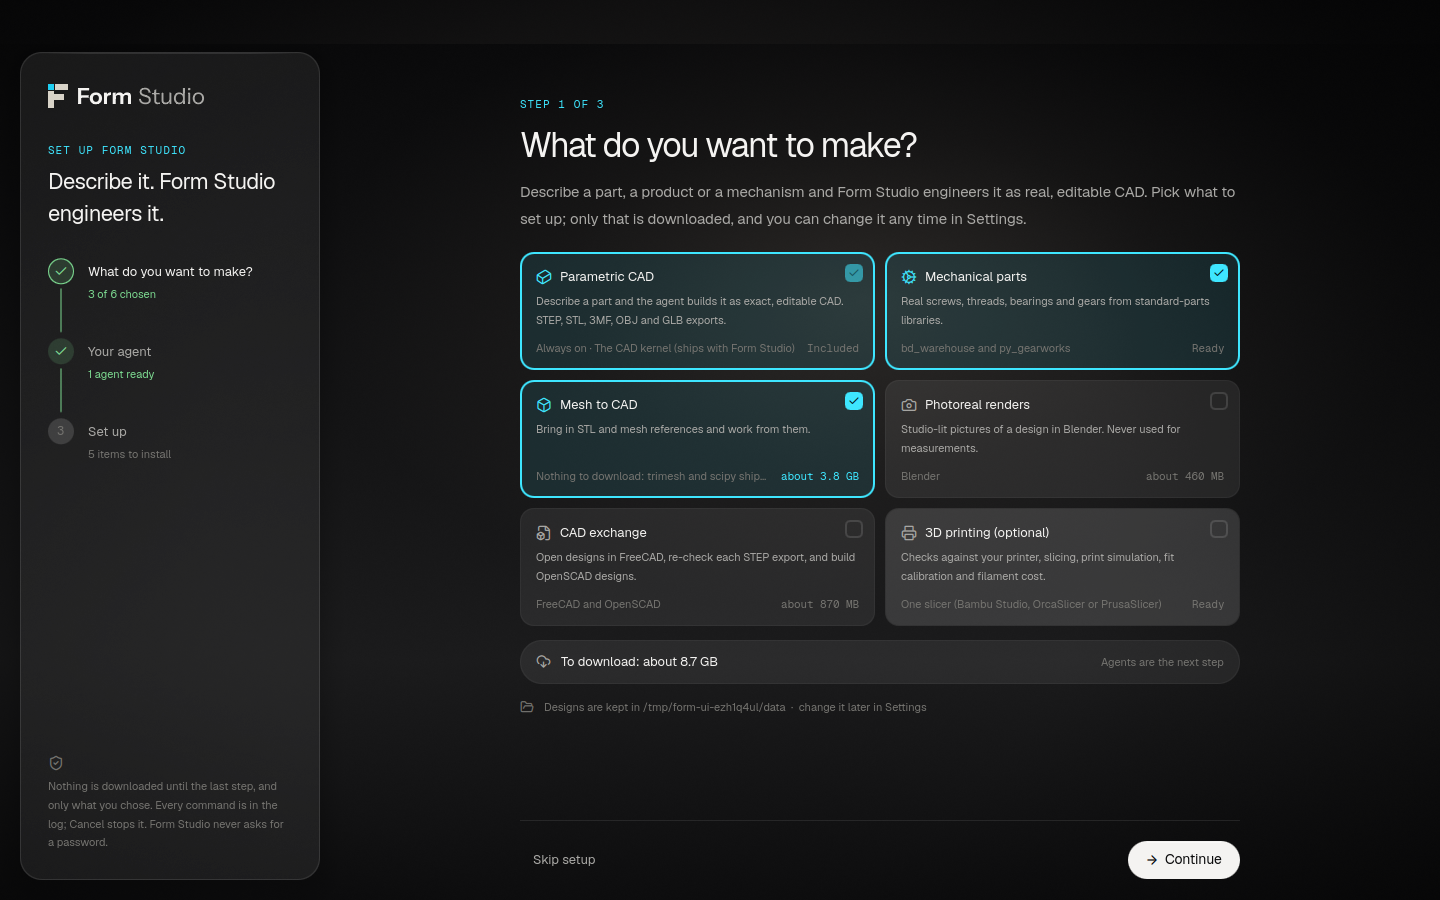 Form Studio
SET UP FORM STUDIO
Describe it. Form Studio
engineers it.
What do you want to make?
3 of 6 chosen
Your agent
1 agent ready
3
Set up
5 items to install
Nothing is downloaded until the last step, and
only what you chose. Every command is in the
log; Cancel stops it. Form Studio never asks for
a password.
STEP 1 OF 3
What do you want to make?
Describe a part, a product or a mechanism and Form Studio engineers it as real, editable CAD. Pick what to
set up; only that is downloaded, and you can change it any time in Settings.
Parametric CAD
Describe a part and the agent builds it as exact, editable CAD.
STEP, STL, 3MF, OBJ and GLB exports.
Always on · The CAD kernel (ships with Form Studio) Included
Mechanical parts
Real screws, threads, bearings and gears from standard-parts
libraries.
bd_warehouse and py_gearworks Ready
Mesh to CAD
Bring in STL and mesh references and work from them.
Nothing to download: trimesh and scipy ship... about 3.8 GB
Photoreal renders
Studio-lit pictures of a design in Blender. Never used for
measurements.
Blender about 460 MB
CAD exchange
Open designs in FreeCAD, re-check each STEP export, and build
OpenSCAD designs.
FreeCAD and OpenSCAD about 870 MB
3D printing (optional)
Checks against your printer, slicing, print simulation, fit
calibration and filament cost.
One slicer (Bambu Studio, OrcaSlicer or PrusaSlicer) Ready
To download: about 8.7 GB Agents are the next step
Designs are kept in /tmp/form-ui-ezh1q4ul/data · change it later in Settings
Skip setup
Continue